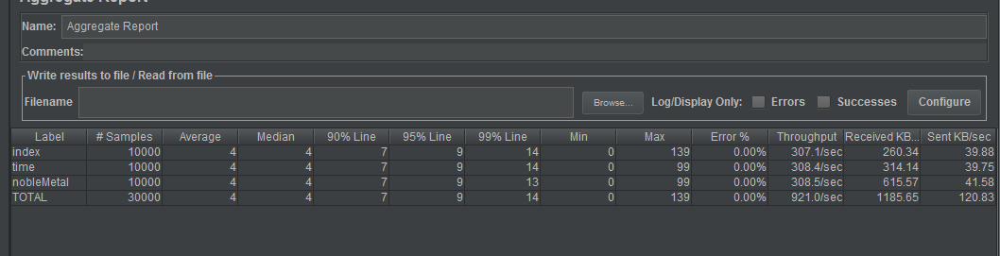 Aggregate Report
Name: Aggregate Report
Comments:
Write results to file / Read from file
Filename Browse... Log/Display Only: Errors Successes Configure
Label # Samples Average Median 90% Line 95% Line 99% Line Min Max Error % Throughput Received KB... Sent KB/sec
index 10000 4 4 7 9 14 0 139 0.00% 307.1/sec 260.34 39.88
time 10000 4 4 7 9 14 0 99 0.00% 308.4/sec 314.14 39.75
nobleMetal 10000 4 4 7 9 13 0 99 0.00% 308.5/sec 615.57 41.58
TOTAL 30000 4 4 7 9 14 0 139 0.00% 921.0/sec 1185.65 120.83